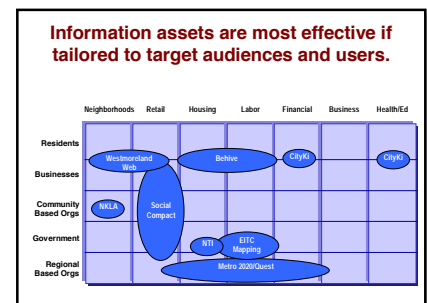 Information assets are most effective if
tailored to target audiences and users.
Neighborhoods Retail Housing Labor Financial Business Health/Ed
Residents
Westmoreland
Web
Behive
CityKi
CityKi
Businesses
Community
Based Orgs
NKLA
Social
Compact
Government
NTI
EITC
Mapping
Regional
Based Orgs
Metro 2020/Quest